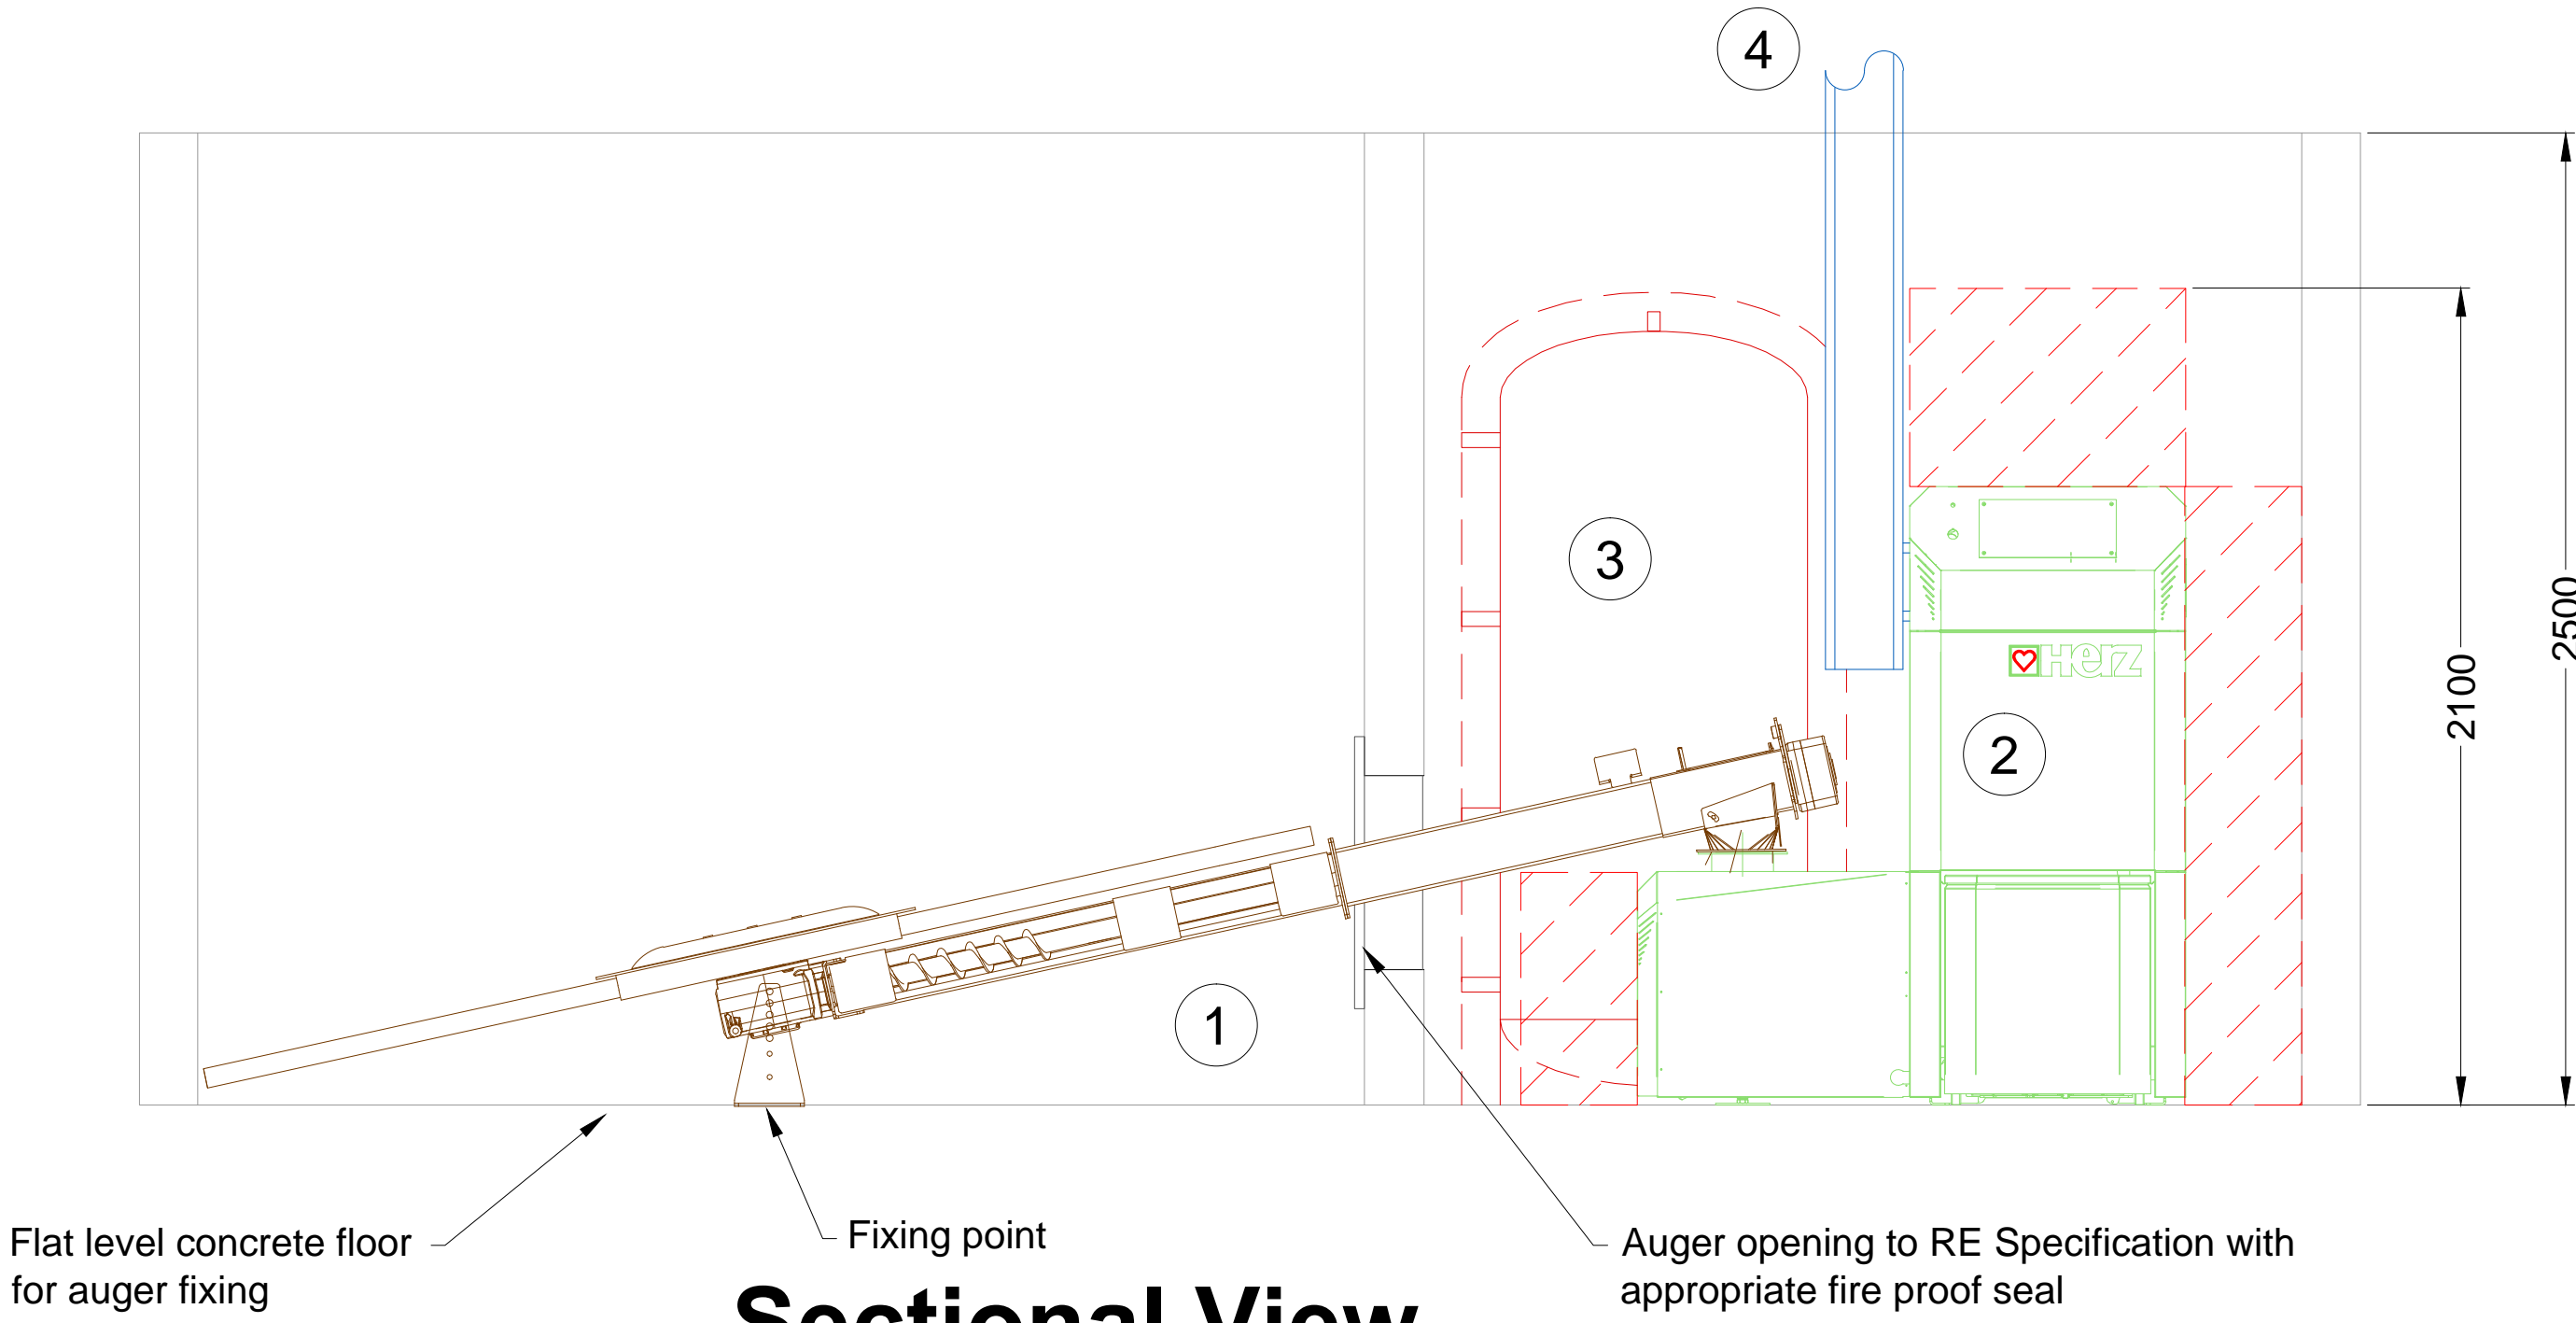 4
3
2500
2100
HERZ
2
1
Flat level concrete floor
for auger fixing
Fixing point
Auger opening to RE Specification with
appropriate fire proof seal
Sectional View